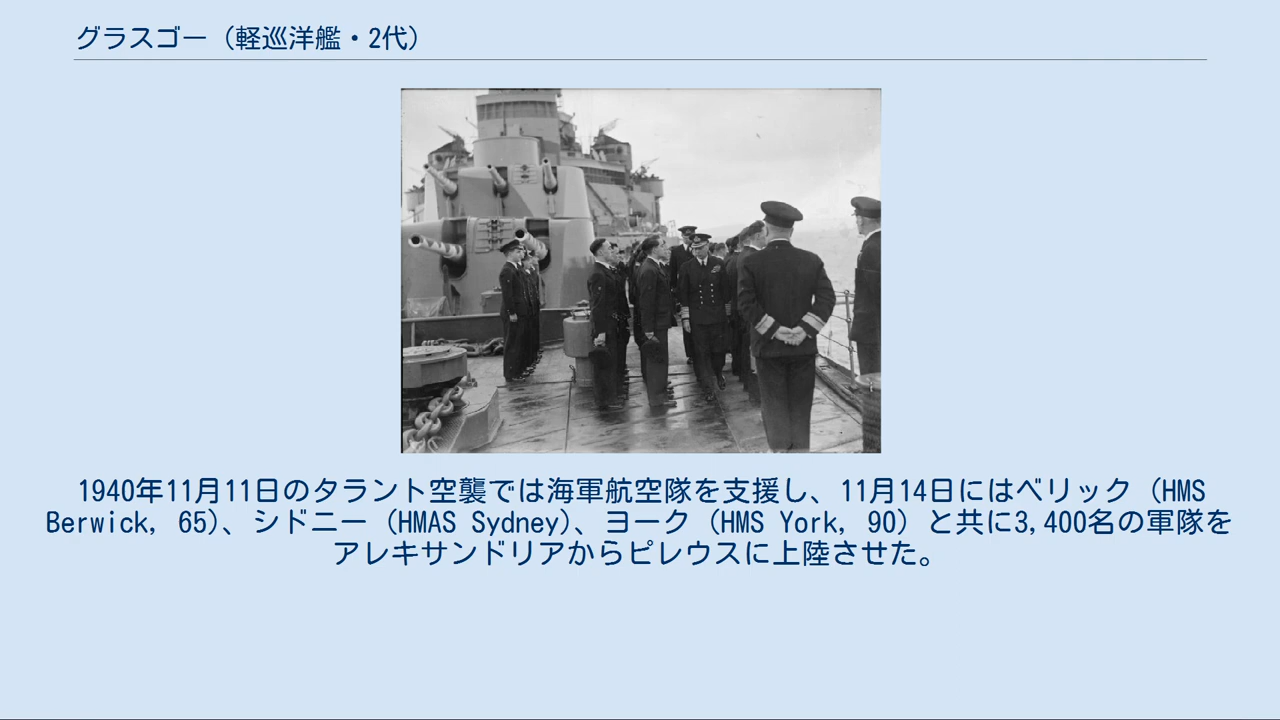 グラスゴー（軽巡洋艦・2代）
1940年11月11日のタラント空襲では海軍航空隊を支援し、11月14日にはベリック（HMS
Berwick, 65）、シドニー（HMAS Sydney）、ヨーク（HMS York, 90）と共に3,400名の軍隊を
アレキサンドリアからピレウスに上陸させた。